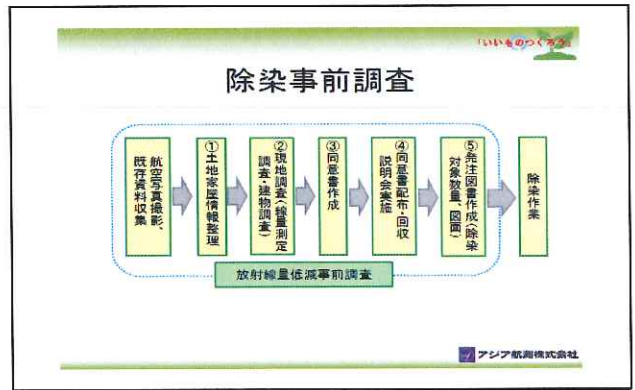 「いいものつくろう」
除染事前調査
航空写真撮影、
既存資料収集
①土地家屋情報整理
②現地調査(線量測定
調査・建物調査)
③同意書作成
④同意書配布・回収
説明会実施
⑤発注図書作成(除染
対象数量、図面)
除染作業
放射線量低減事前調査
アジア航測株式会社